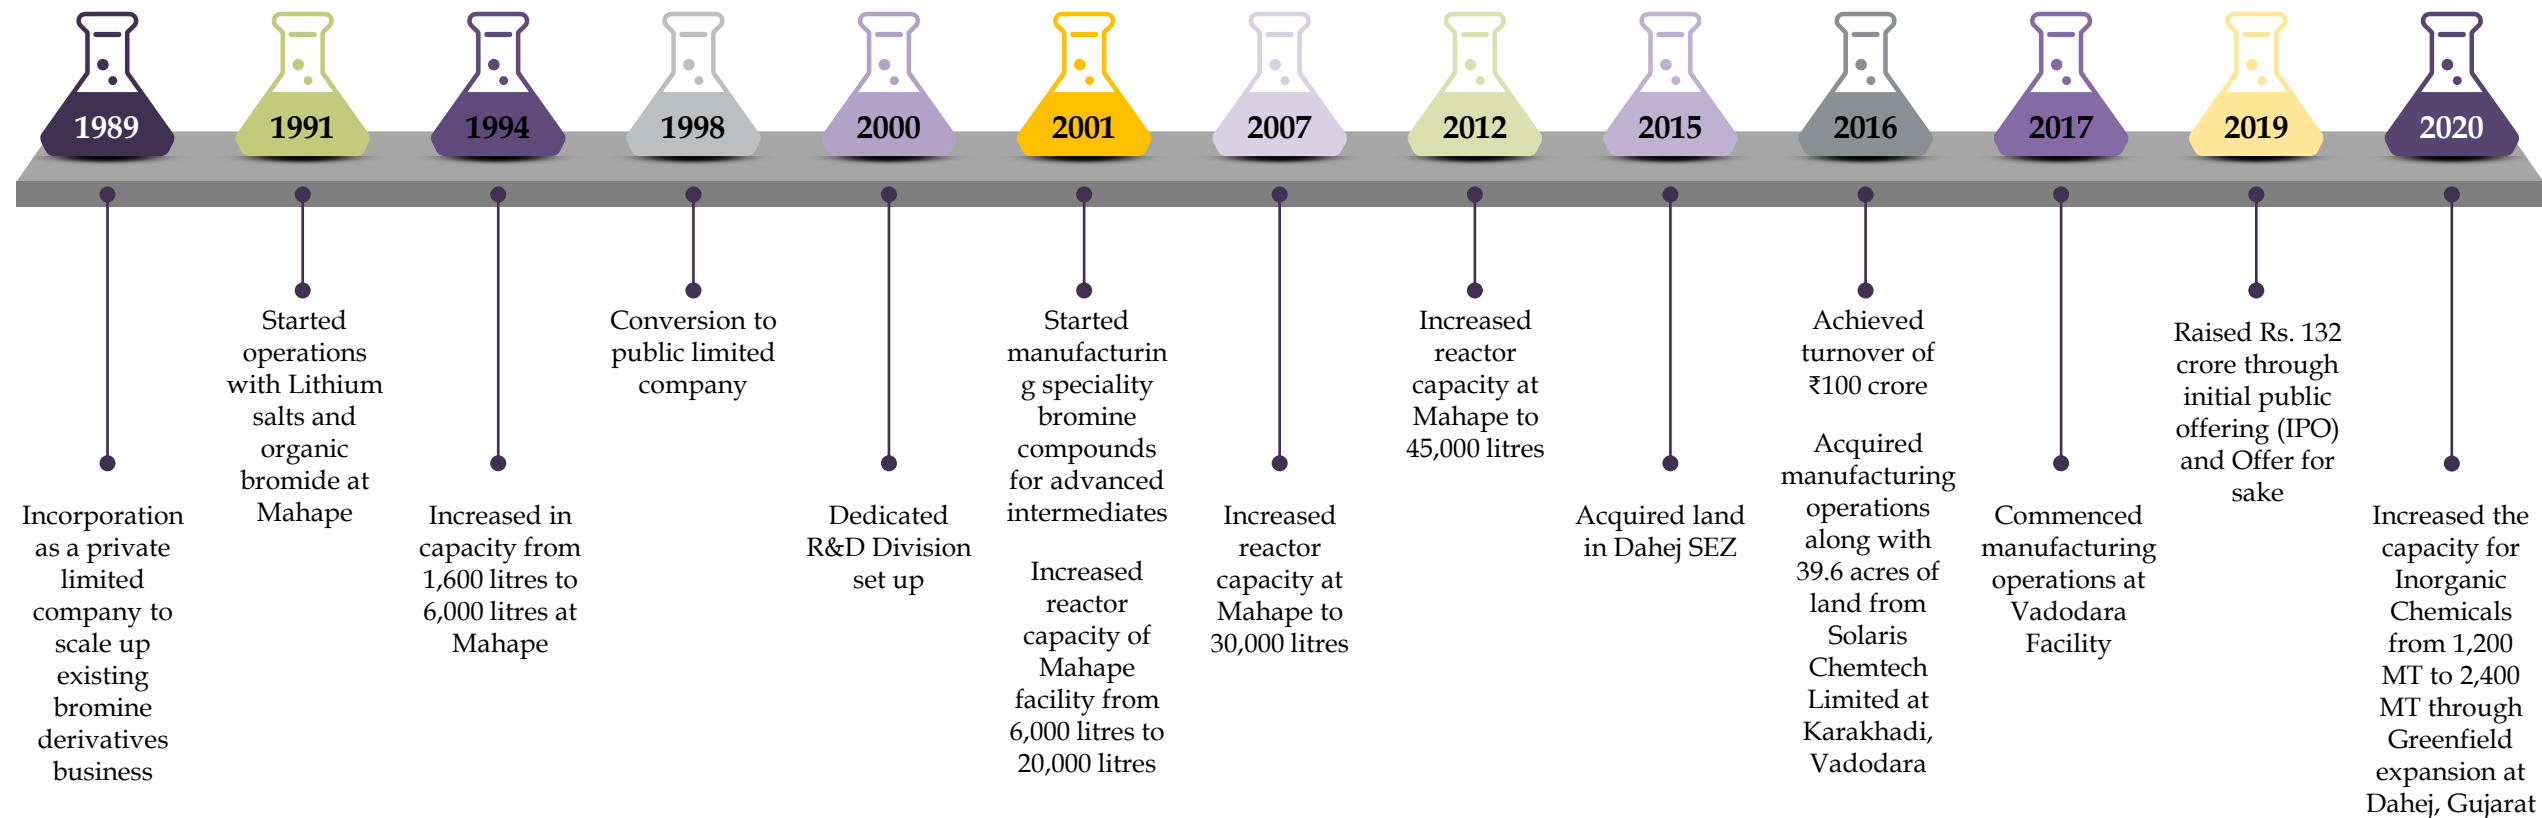 1989
1991
1994
1998
2000
2001
2007
2012
2015
2016
2017
2019
2020
Incorporation
as a private
limited
company to
scale up
existing
bromine
derivatives
business
Started
operations
with Lithium
salts and
organic
bromide at
Mahape
Increased in
capacity from
1,600 litres to
6,000 litres at
Mahape
Conversion to
public limited
company
Dedicated
R&D Division
set up
Started
manufacturin
g speciality
bromine
compounds
for advanced
intermediates
Increased
reactor
capacity of
Mahape
facility from
6,000 litres to
20,000 litres
Increased
reactor
capacity at
Mahape to
30,000 litres
Increased
reactor
capacity at
Mahape to
45,000 litres
Acquired land
in Dahej SEZ
Achieved
turnover of
₹100 crore
Acquired
manufacturing
operations
along with
39.6 acres of
land from
Solaris
Chemtech
Limited at
Karakhadi,
Vadodara
Commenced
manufacturing
operations at
Vadodara
Facility
Raised Rs. 132
crore through
initial public
offering (IPO)
and Offer for
sake
Increased the
capacity for
Inorganic
Chemicals
from 1,200
MT to 2,400
MT through
Greenfield
expansion at
Dahej, Gujarat